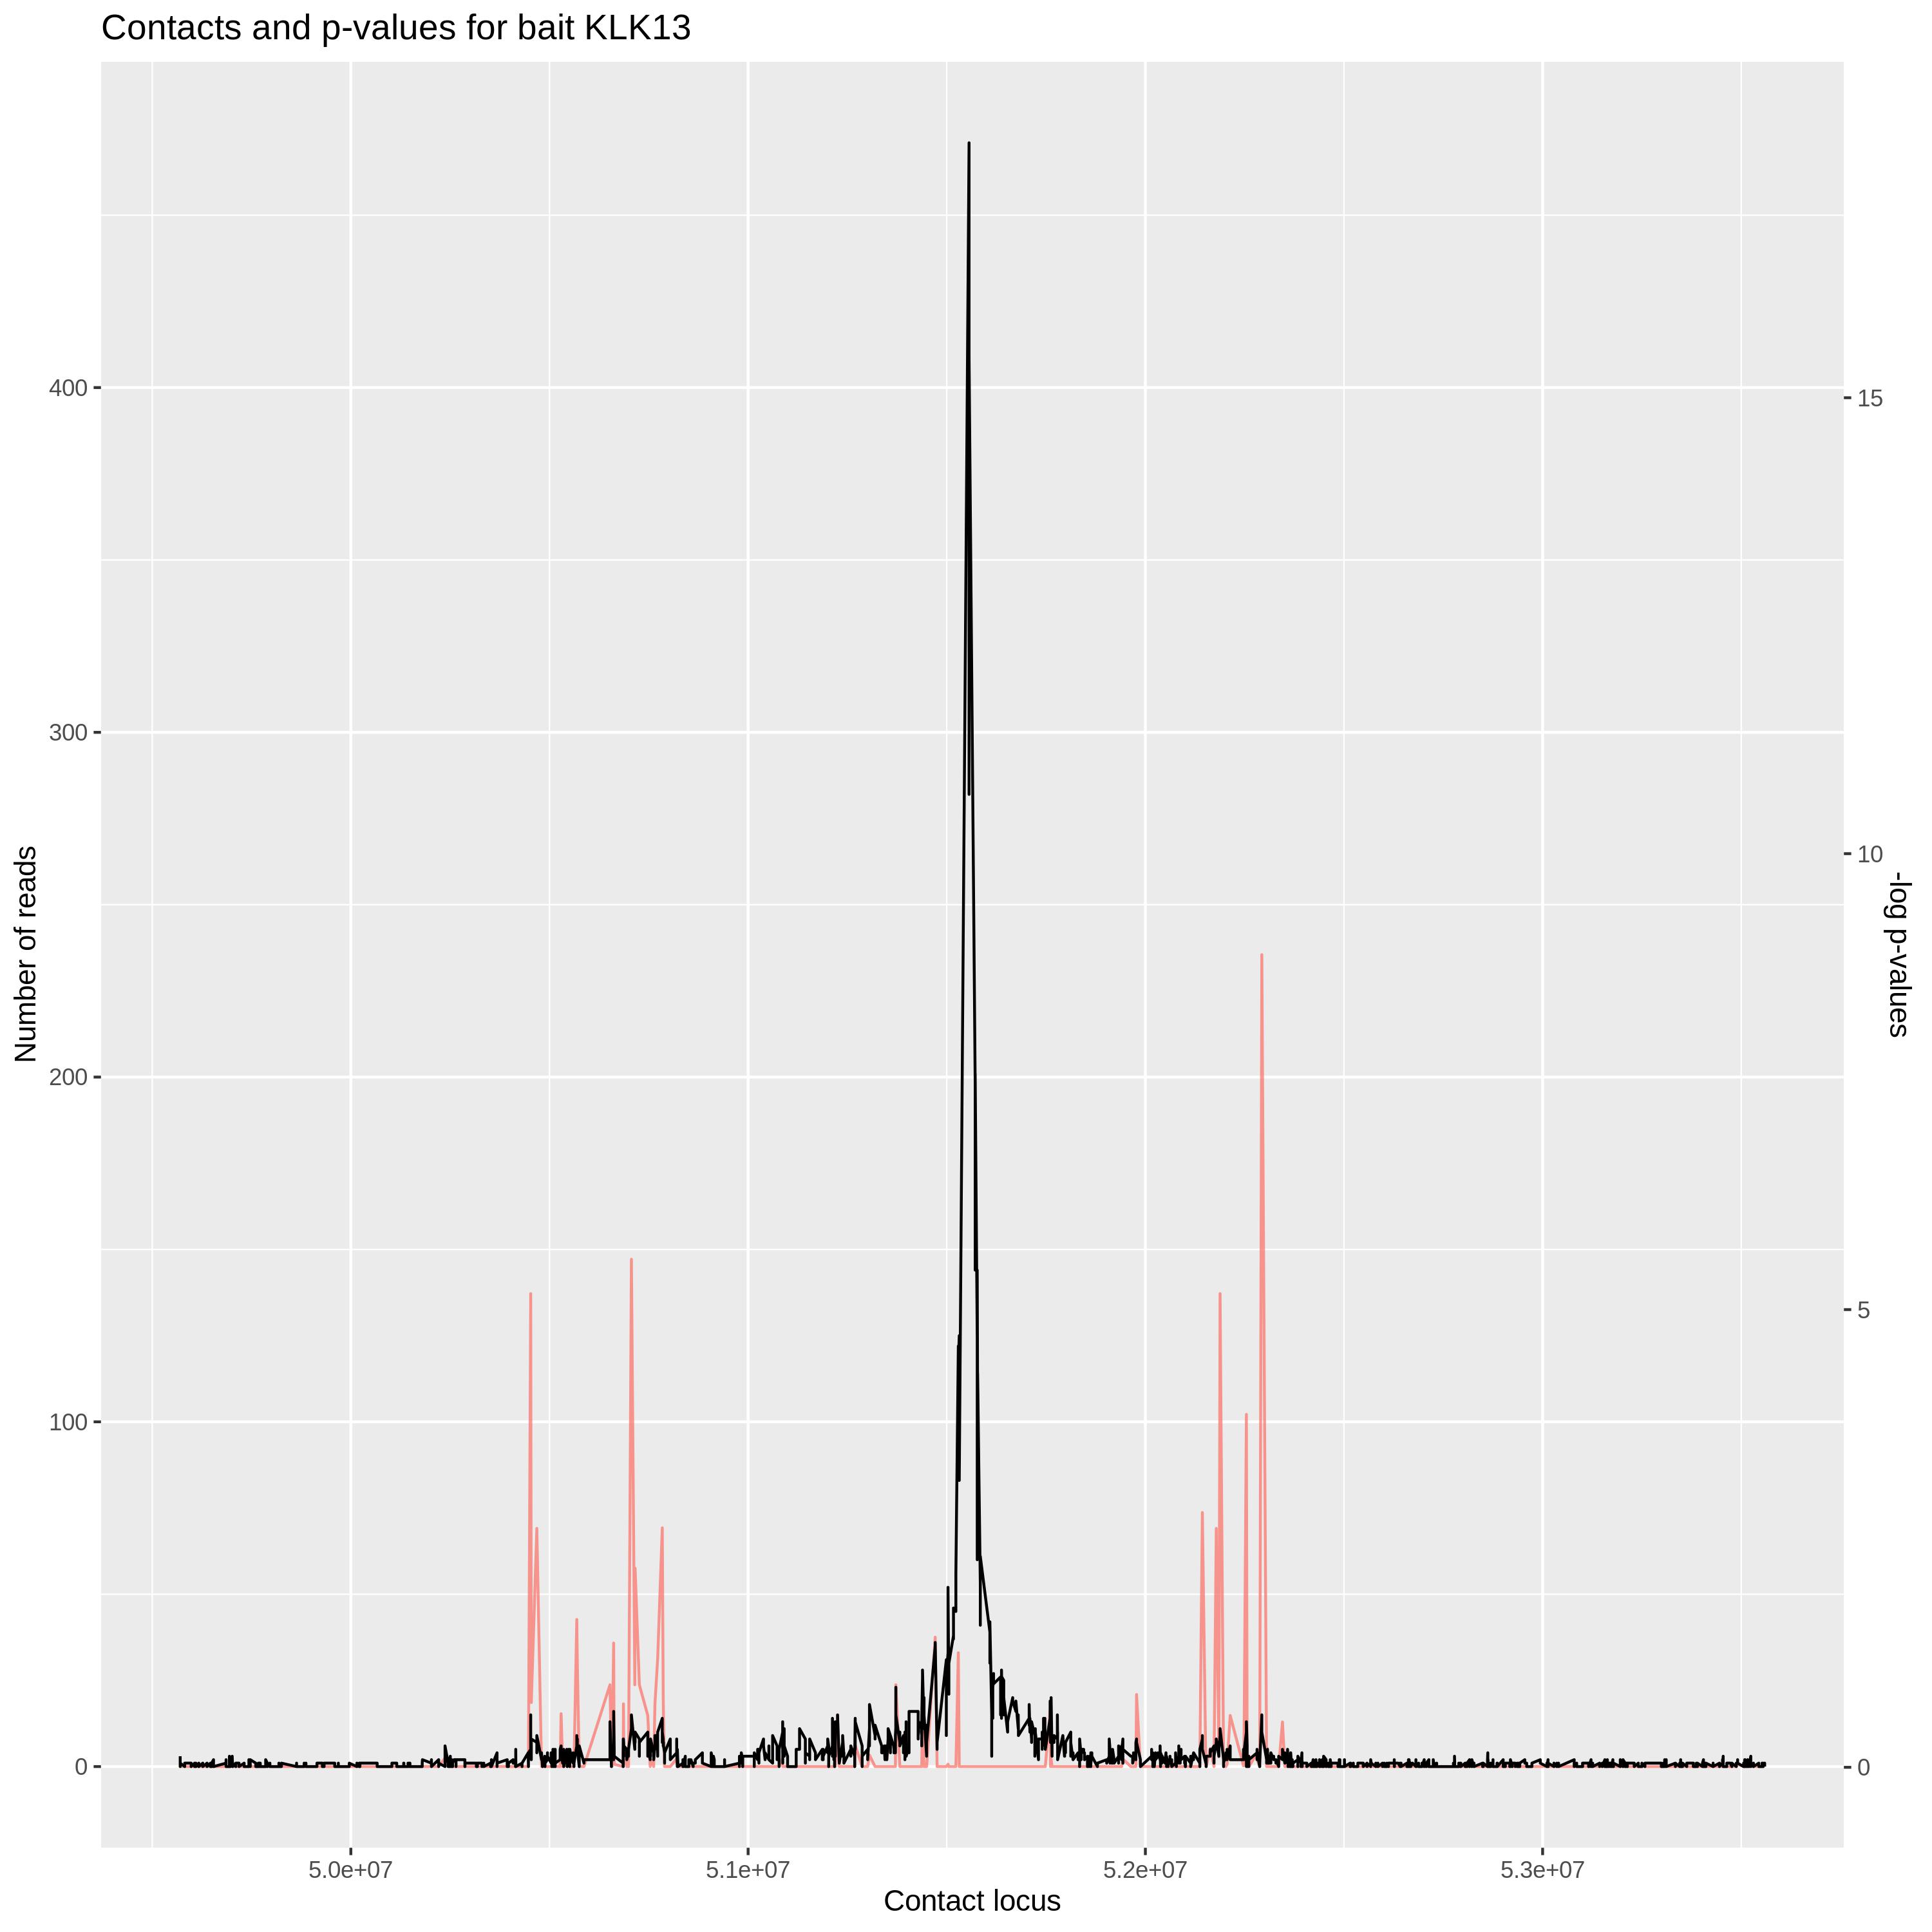 Contacts and p-values for bait KLK13
Number of reads
400
300
200
100
0
15
10
5
0
-log p-values
5.0e+07
5.1e+07
5.2e+07
5.3e+07
Contact locus